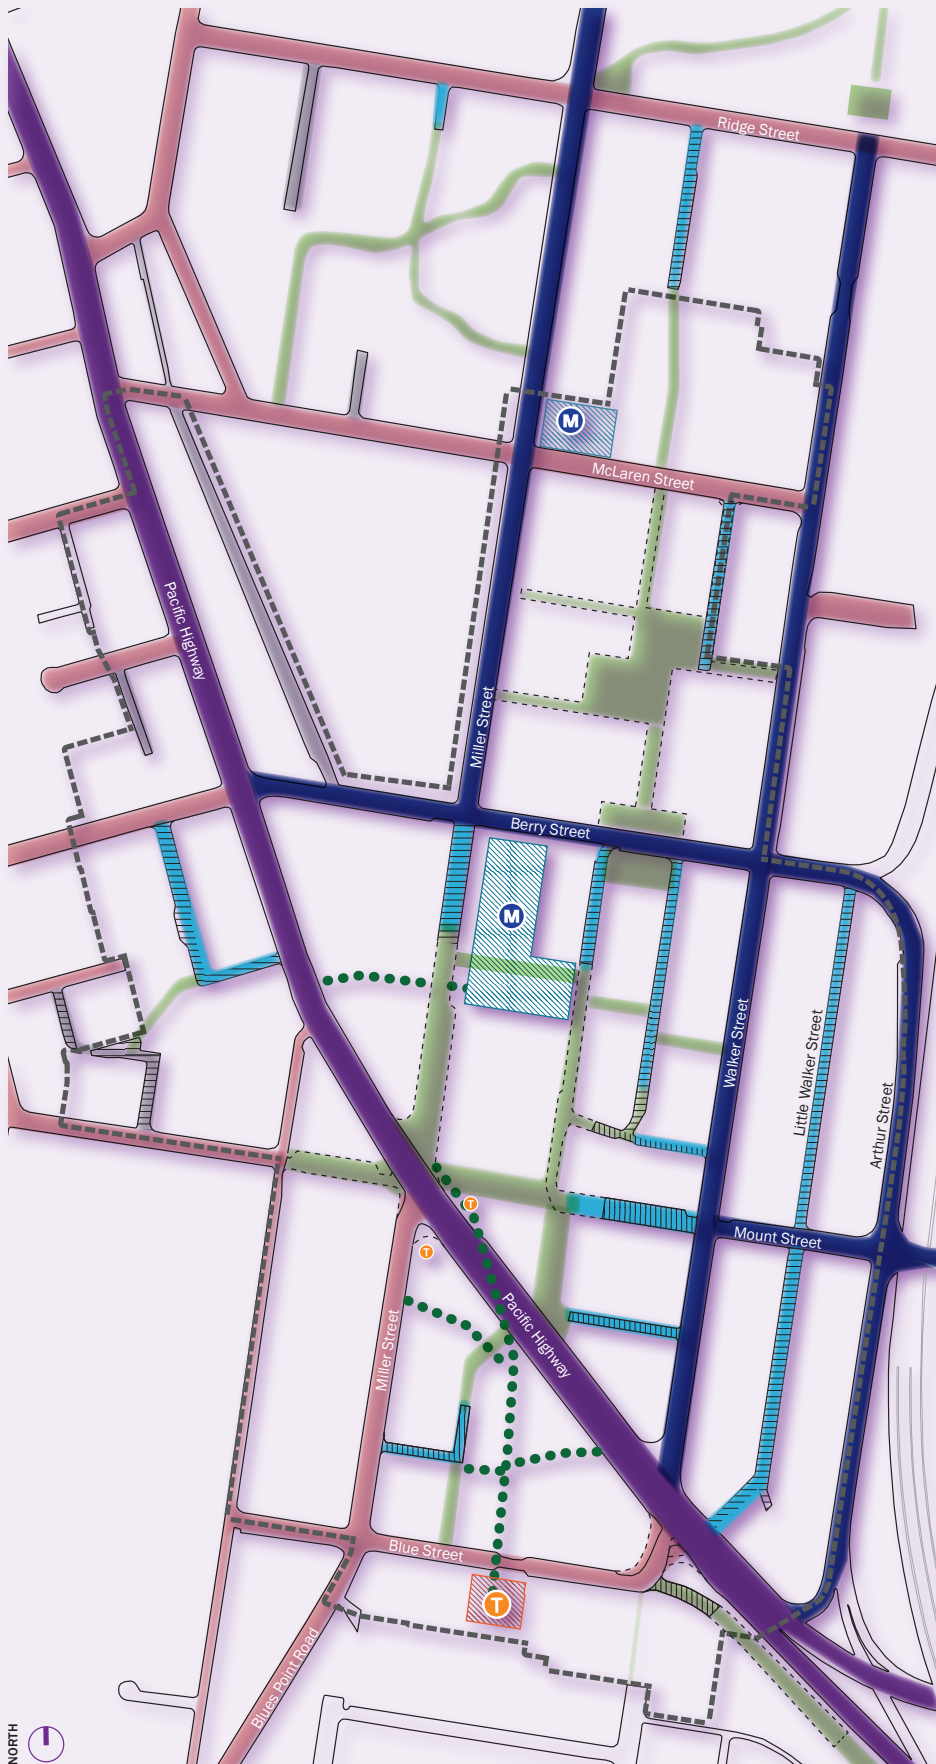 Ridge Street
M
McLaren Street
Pacific Highway
Miller Street
Berry Street
M
Walker Street
Little Walker Street
Arthur Street
T
Mount Street
T
Pacific Highway
Miller Street
Blue Street
T
Blues Point Road
NORTH